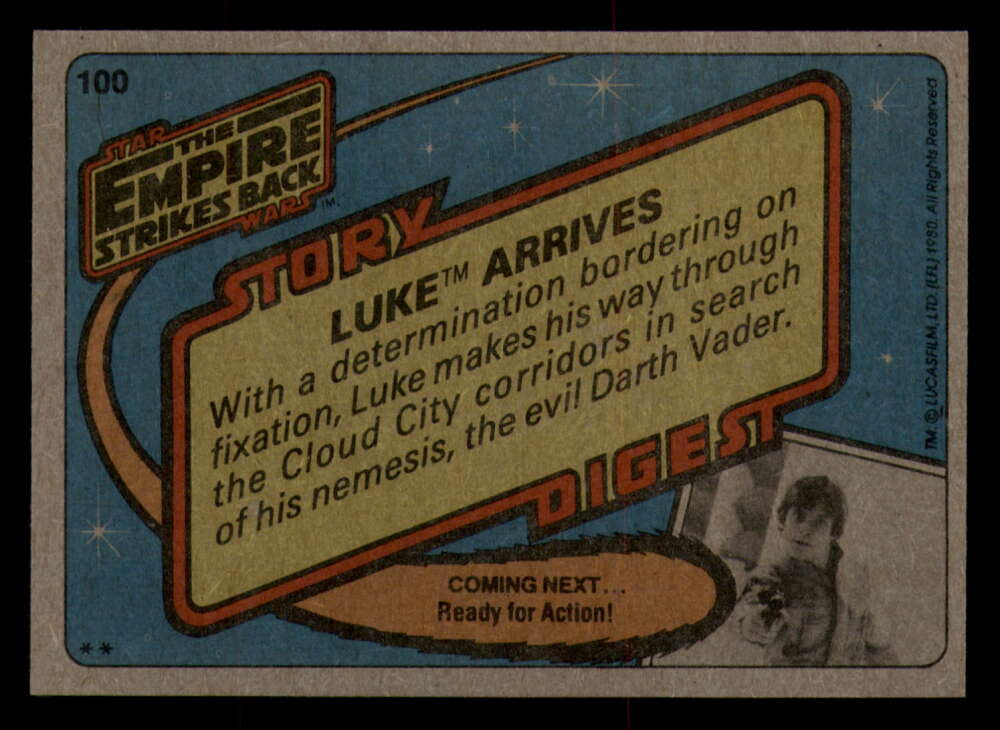 100
STAR
THE
EMPIRE
STRIKES BACK
WARS™
STORY
LUKE™ ARRIVES
With a determination bordering on
fixation, Luke makes his way through
the Cloud City corridors in search
of his nemesis, the evil Darth Vader.
DIGEST
COMING NEXT...
Ready for Action!
**
TM. © LUCASFILM, LTD. (LFL) 1980. All Rights Reserved